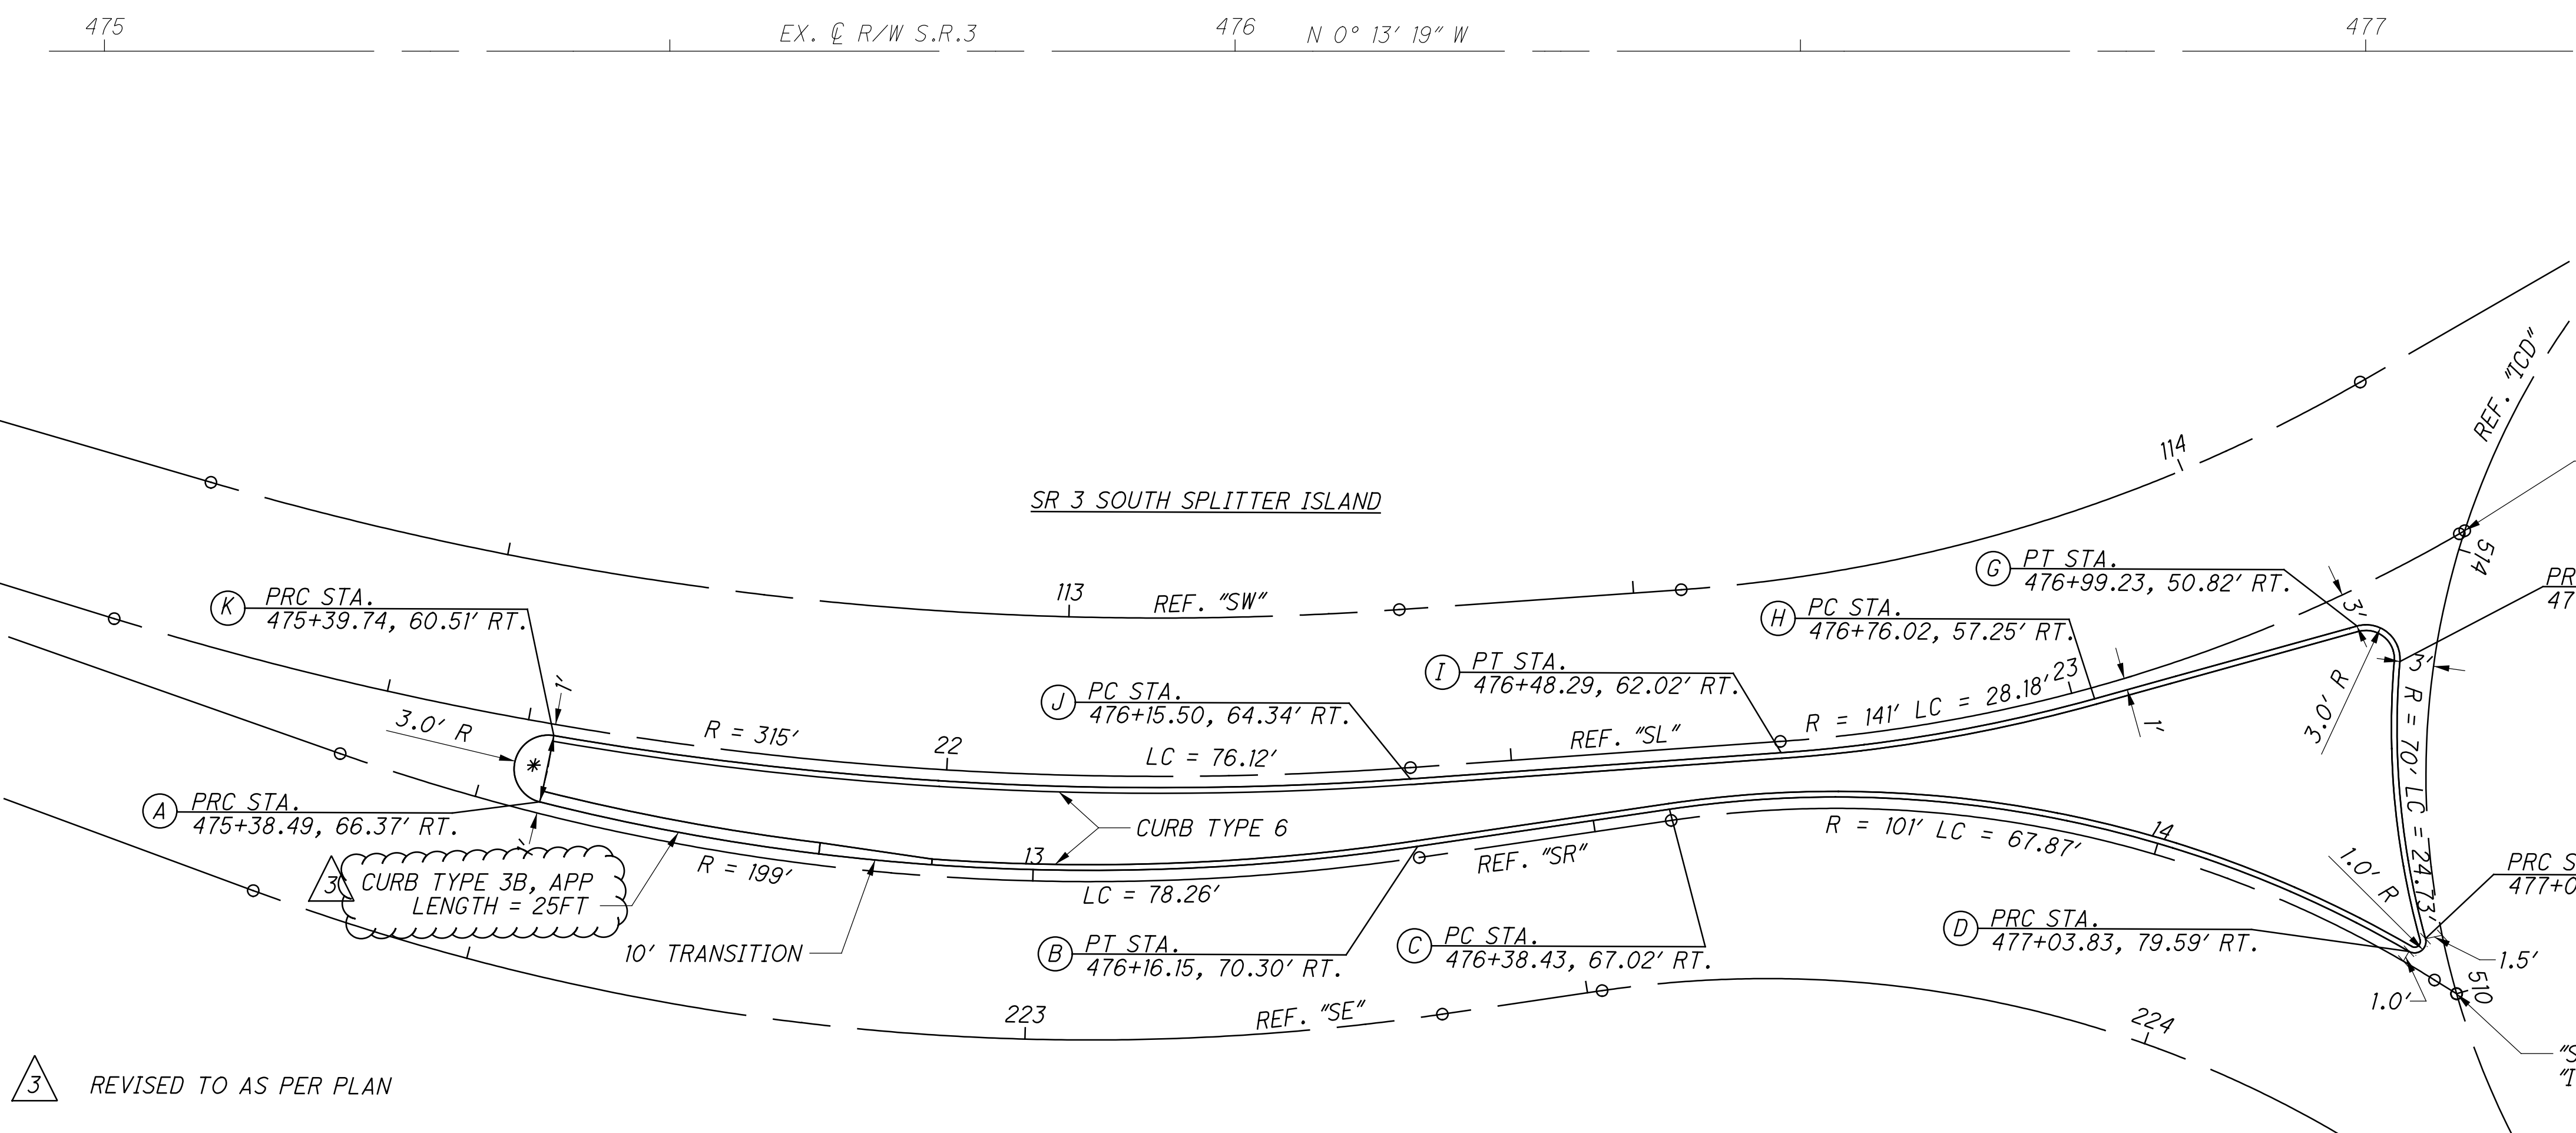 475
EX. ℄ R/W S.R.3
476
N 0° 13' 19" W
477
REF. "ICD"
114
SR 3 SOUTH SPLITTER ISLAND
514
G PT STA.
476+99.23, 50.82' RT.
PR
47
3'
K PRC STA.
475+39.74, 60.51' RT.
113
REF. "SW"
H PC STA.
476+76.02, 57.25' RT.
I PT STA.
476+48.29, 62.02' RT.
23
3'
J PC STA.
476+15.50, 64.34' RT.
1'
3.0' R
R = 315'
22
LC = 76.12'
REF. "SL"
R = 141' LC = 28.18'
1'
3.0' R
R = 70' LC = 24.73'
*
A PRC STA.
475+38.49, 66.37' RT.
CURB TYPE 6
1'
3 CURB TYPE 3B, APP
LENGTH = 25FT
R = 199'
13
LC = 78.26'
REF. "SR"
R = 101' LC = 67.87'
14
1.0' R
PRC S
477+0
10' TRANSITION
B PT STA.
476+16.15, 70.30' RT.
C PC STA.
476+38.43, 67.02' RT.
D PRC STA.
477+03.83, 79.59' RT.
1.5'
1.0'
510
223
REF. "SE"
224
"S
"I
3 REVISED TO AS PER PLAN